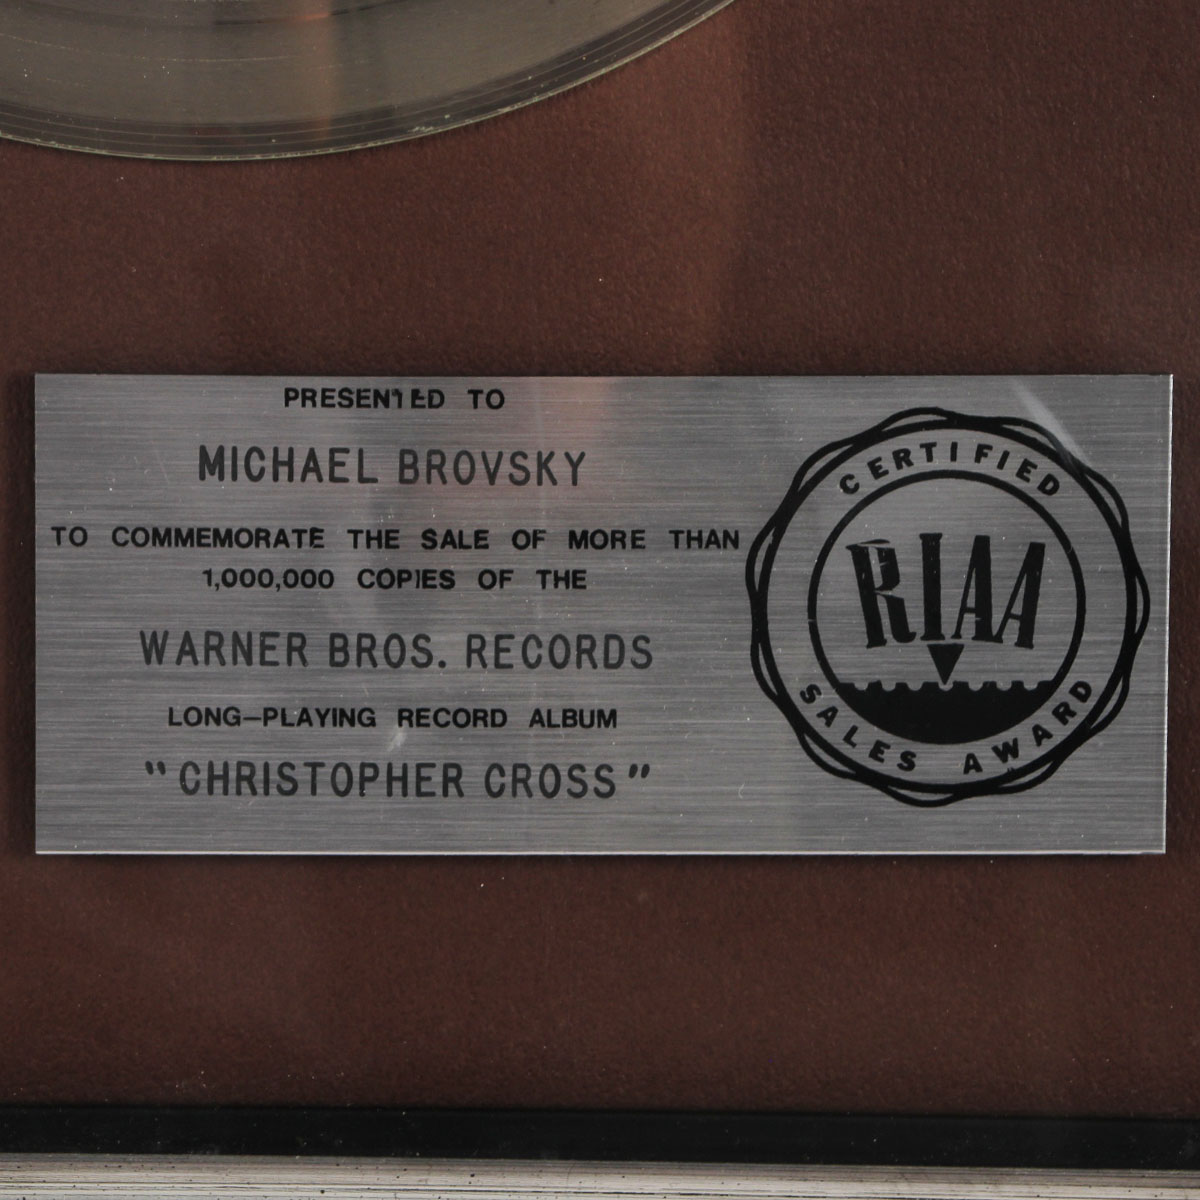 PRESENTED TO
MICHAEL BROVSKY
TO COMMEMORATE THE SALE OF MORE THAN
1,000,000 COPIES OF THE
WARNER BROS. RECORDS
LONG-PLAYING RECORD ALBUM
"CHRISTOPHER CROSS"
CERTIFIED
RIAA
SALES AWARD